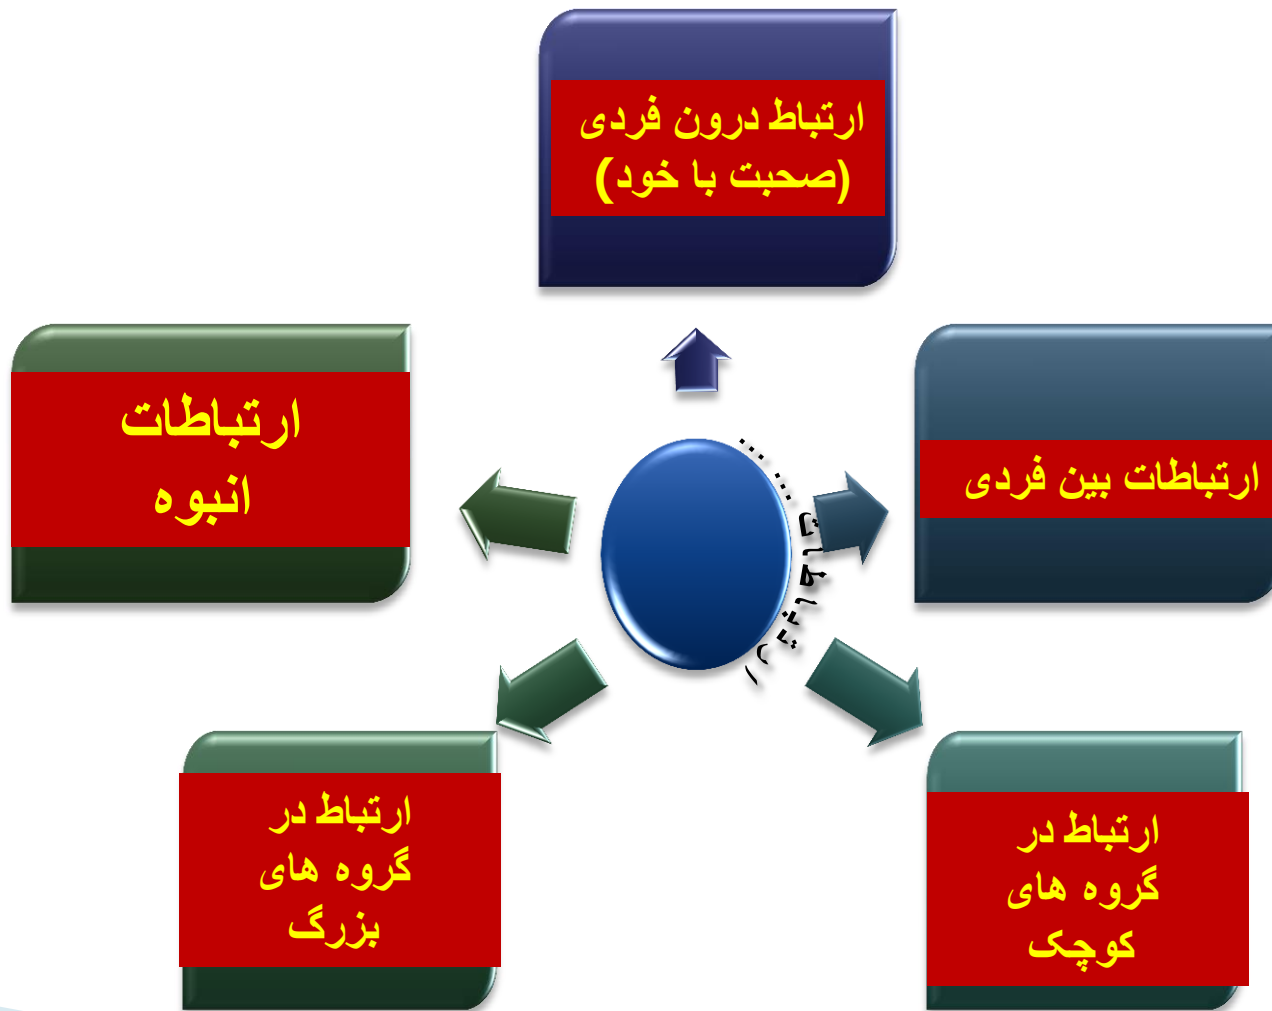 ارتباط درون فردی
(صحبت با خود)
ارتباطات بین فردی
ارتباط در
گروه های
کوچک
ارتباط در
گروه های
بزرگ
ارتباطات
انبوه
ارتباطات ... ...